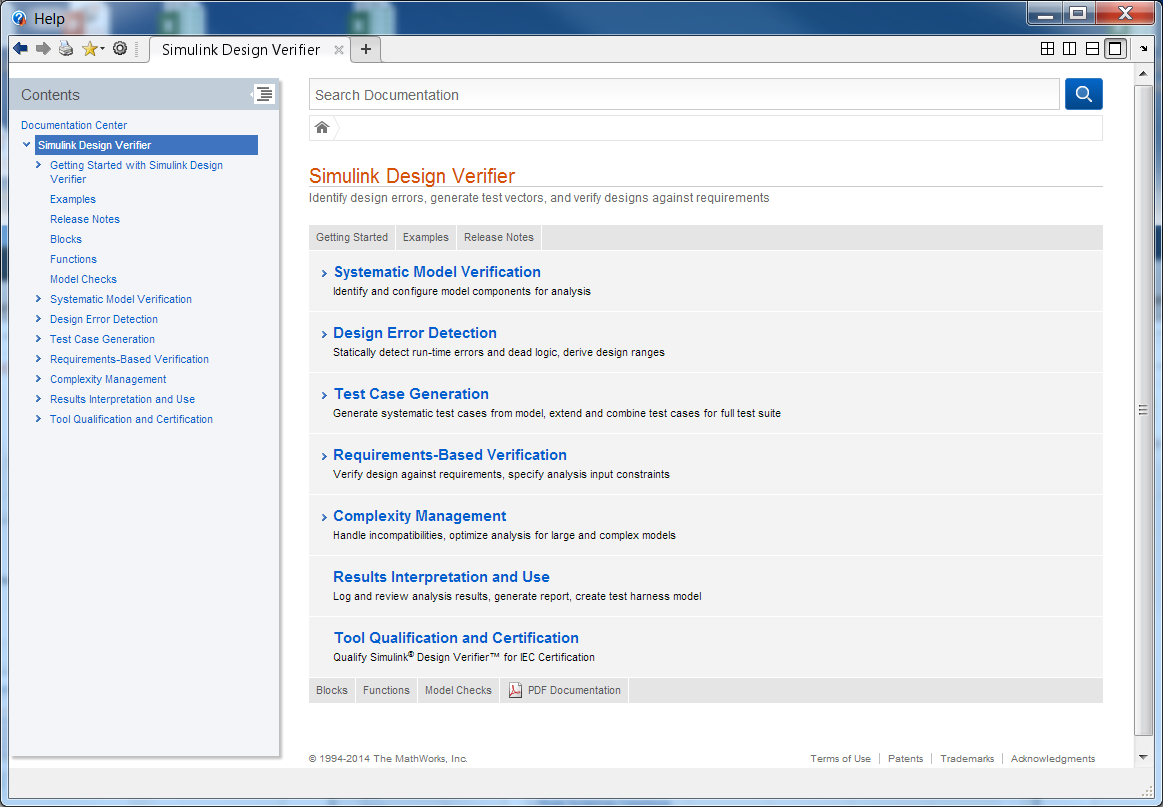 Help
Simulink Design Verifier
Contents
Documentation Center
Simulink Design Verifier
Getting Started with Simulink Design
Verifier
Examples
Release Notes
Blocks
Functions
Model Checks
Systematic Model Verification
Design Error Detection
Test Case Generation
Requirements-Based Verification
Complexity Management
Results Interpretation and Use
Tool Qualification and Certification
Search Documentation
Simulink Design Verifier
Identify design errors, generate test vectors, and verify designs against requirements
Getting Started Examples Release Notes
Systematic Model Verification
Identify and configure model components for analysis
Design Error Detection
Statically detect run-time errors and dead logic, derive design ranges
Test Case Generation
Generate systematic test cases from model, extend and combine test cases for full test suite
Requirements-Based Verification
Verify design against requirements, specify analysis input constraints
Complexity Management
Handle incompatibilities, optimize analysis for large and complex models
Results Interpretation and Use
Log and review analysis results, generate report, create test harness model
Tool Qualification and Certification
Qualify Simulink® Design Verifier™ for IEC Certification
Blocks Functions Model Checks PDF Documentation
© 1994-2014 The MathWorks, Inc. Terms of Use Patents Trademarks Acknowledgments